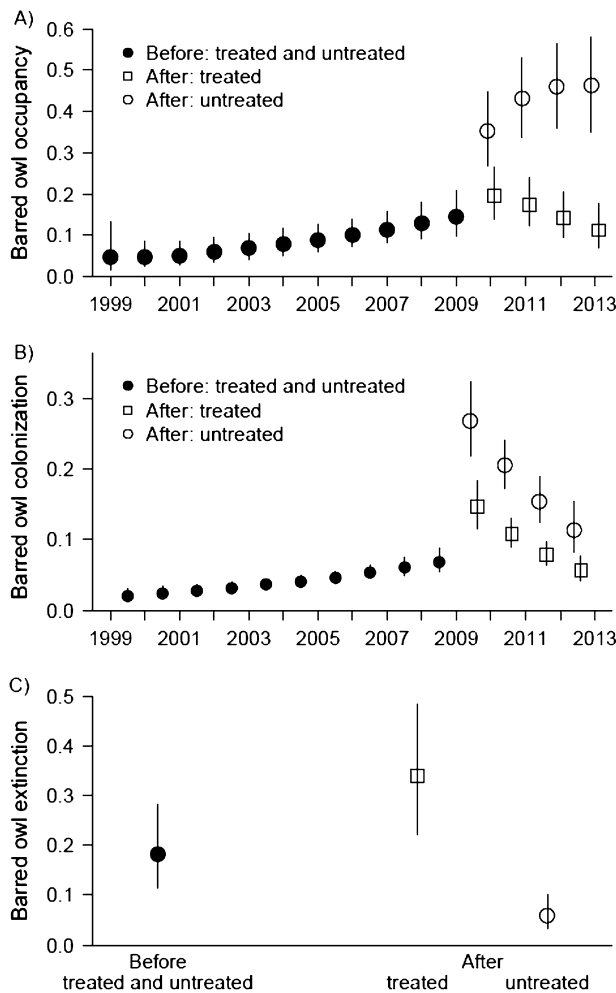 A)
Barred owl occupancy
0.6
0.5
0.4
0.3
0.2
0.1
0.0
Before: treated and untreated
After: treated
After: untreated
1999 2001 2003 2005 2007 2009 2011 2013
B)
Barred owl colonization
0.3
0.2
0.1
0.0
Before: treated and untreated
After: treated
After: untreated
1999 2001 2003 2005 2007 2009 2011 2013
C)
Barred owl extinction
0.5
0.4
0.3
0.2
0.1
0.0
Before After
treated and untreated treated untreated